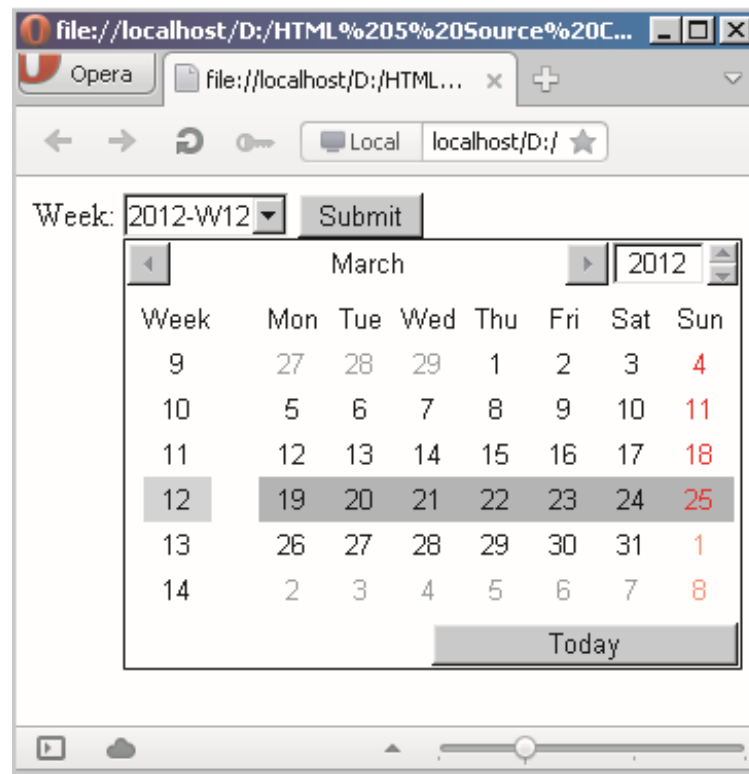 file://localhost/D:/HTML%205%20Source%20C...
Opera file://localhost/D:/HTML...
Local localhost/D:/
Week: 2012-W12 Submit
March 2012
Week Mon Tue Wed Thu Fri Sat Sun
9 27 28 29 1 2 3 4
10 5 6 7 8 9 10 11
11 12 13 14 15 16 17 18
12 19 20 21 22 23 24 25
13 26 27 28 29 30 31 1
14 2 3 4 5 6 7 8
Today